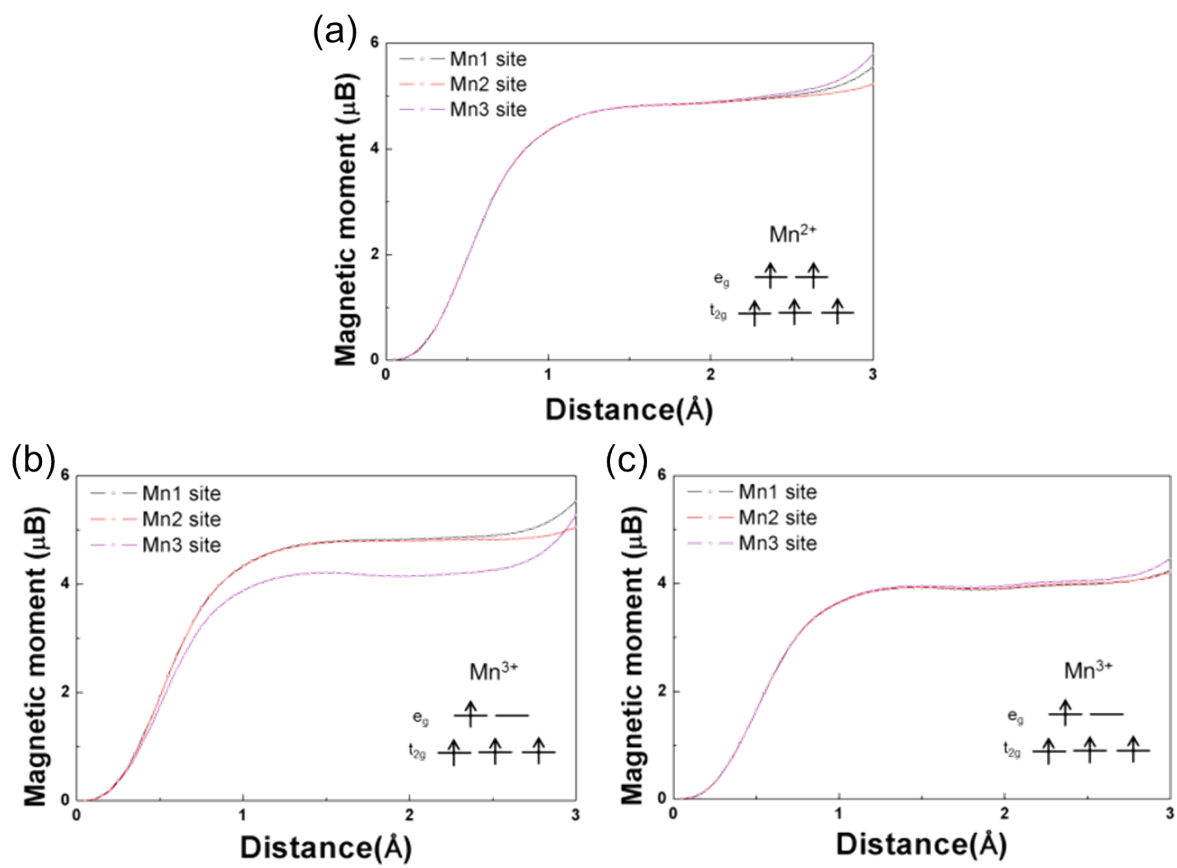 (a)
6
4
2
0
Magnetic moment (μB)
Mn1 site
Mn2 site
Mn3 site
Mn2+
eg
t2g
0 1 2 3
Distance(Å)
(b)
6
4
2
0
Magnetic moment (μB)
Mn1 site
Mn2 site
Mn3 site
Mn3+
eg
t2g
0 1 2 3
Distance(Å)
(c)
6
4
2
0
Magnetic moment (μB)
Mn1 site
Mn2 site
Mn3 site
Mn3+
eg
t2g
0 1 2 3
Distance(Å)